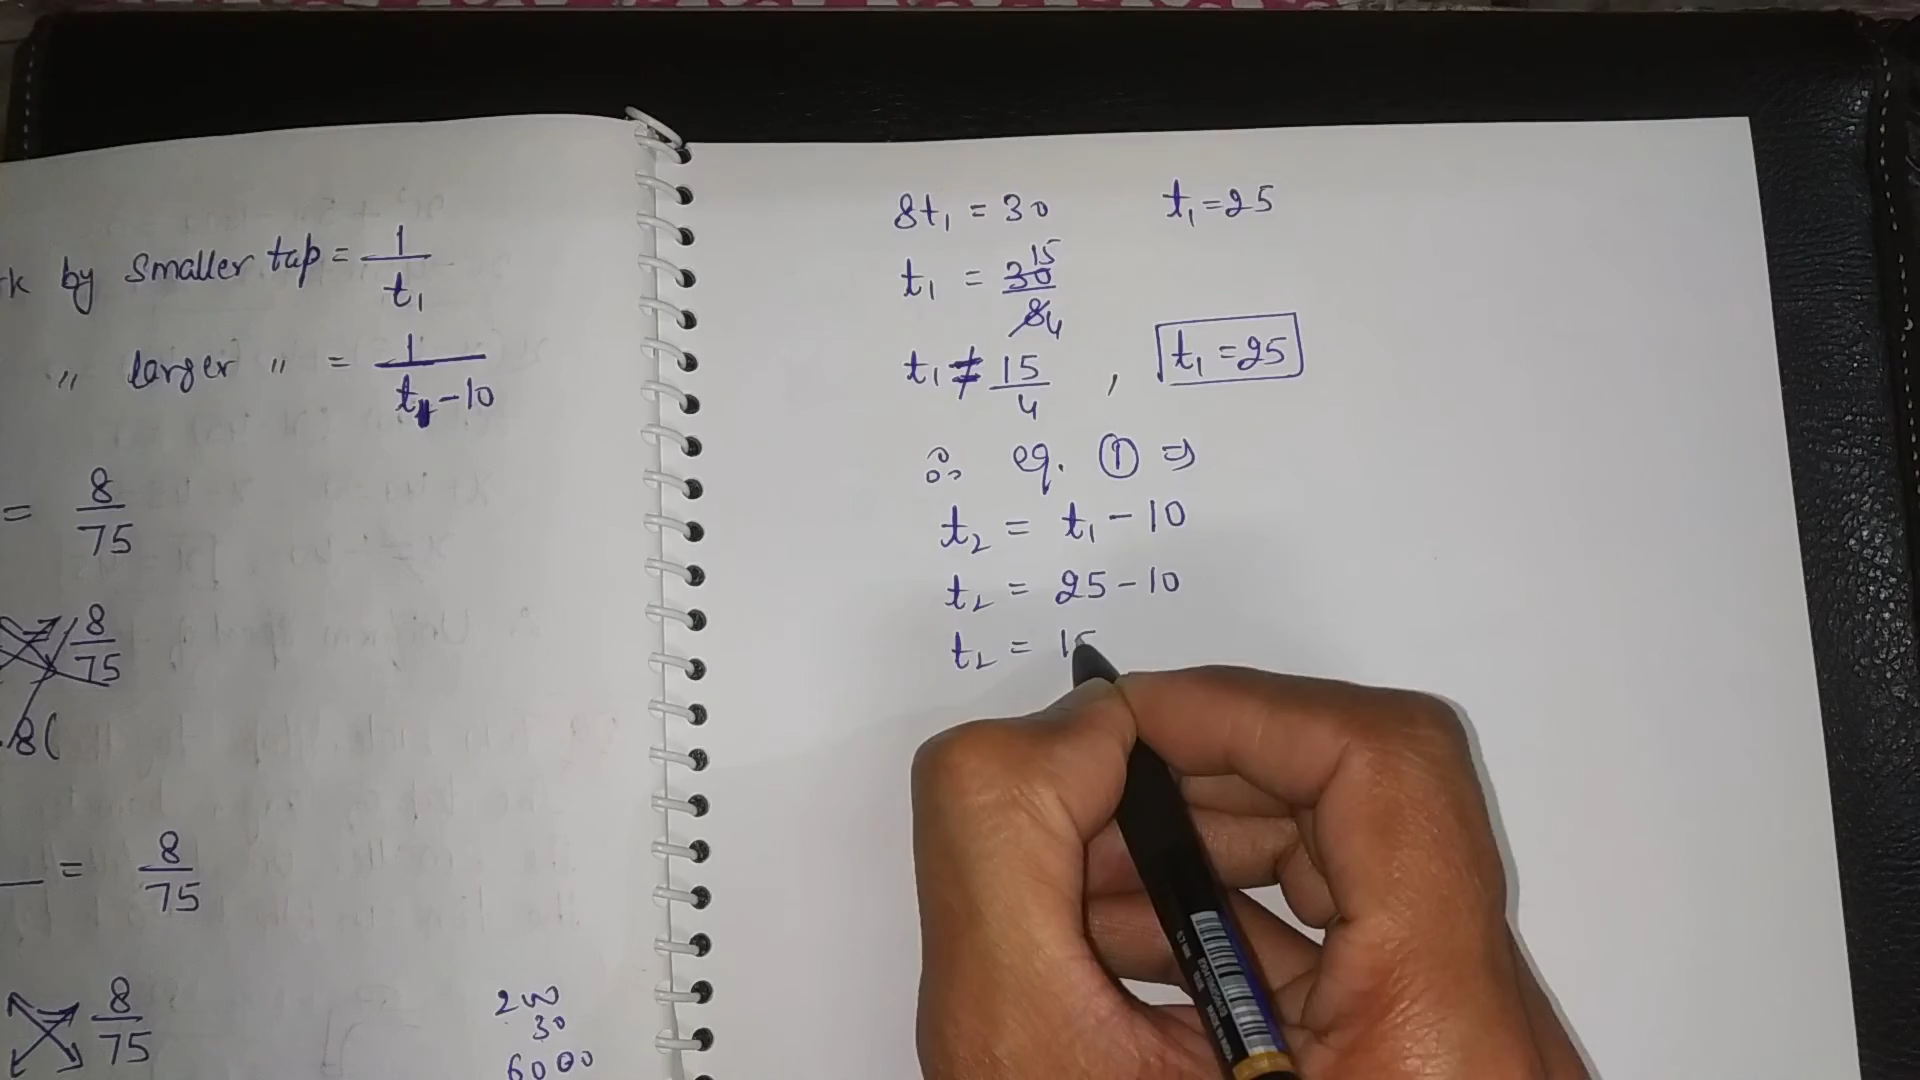 by Smaller tap = 1/t₁
" larger " = 1/t₁-10
= 8/75
8/75
8(
= 8/75
8/75
200
30
6000
8t₁ = 30 t₁ = 25
t₁ = 30/8 15 4
t₁ ≠ 15/4 , t₁ = 25
∴ eq. ① ⇒
t₂ = t₁ - 10
t₂ = 25 - 10
t₂ = 15